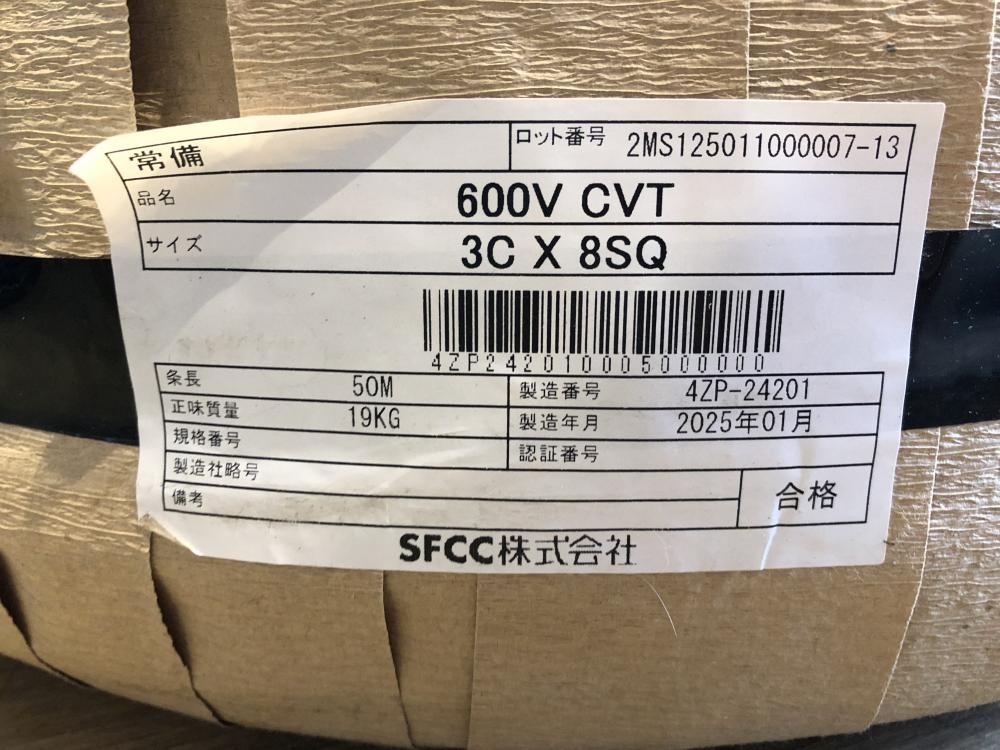 常備 ロット番号 2MS125011000007-13
品名 600V CVT
サイズ 3C X 8SQ
4ZP242010005000000
条長 50M 製造番号 4ZP-24201
正味質量 19KG 製造年月 2025年01月
規格番号 認証番号
製造社略号
備考 合格
SFCC株式会社